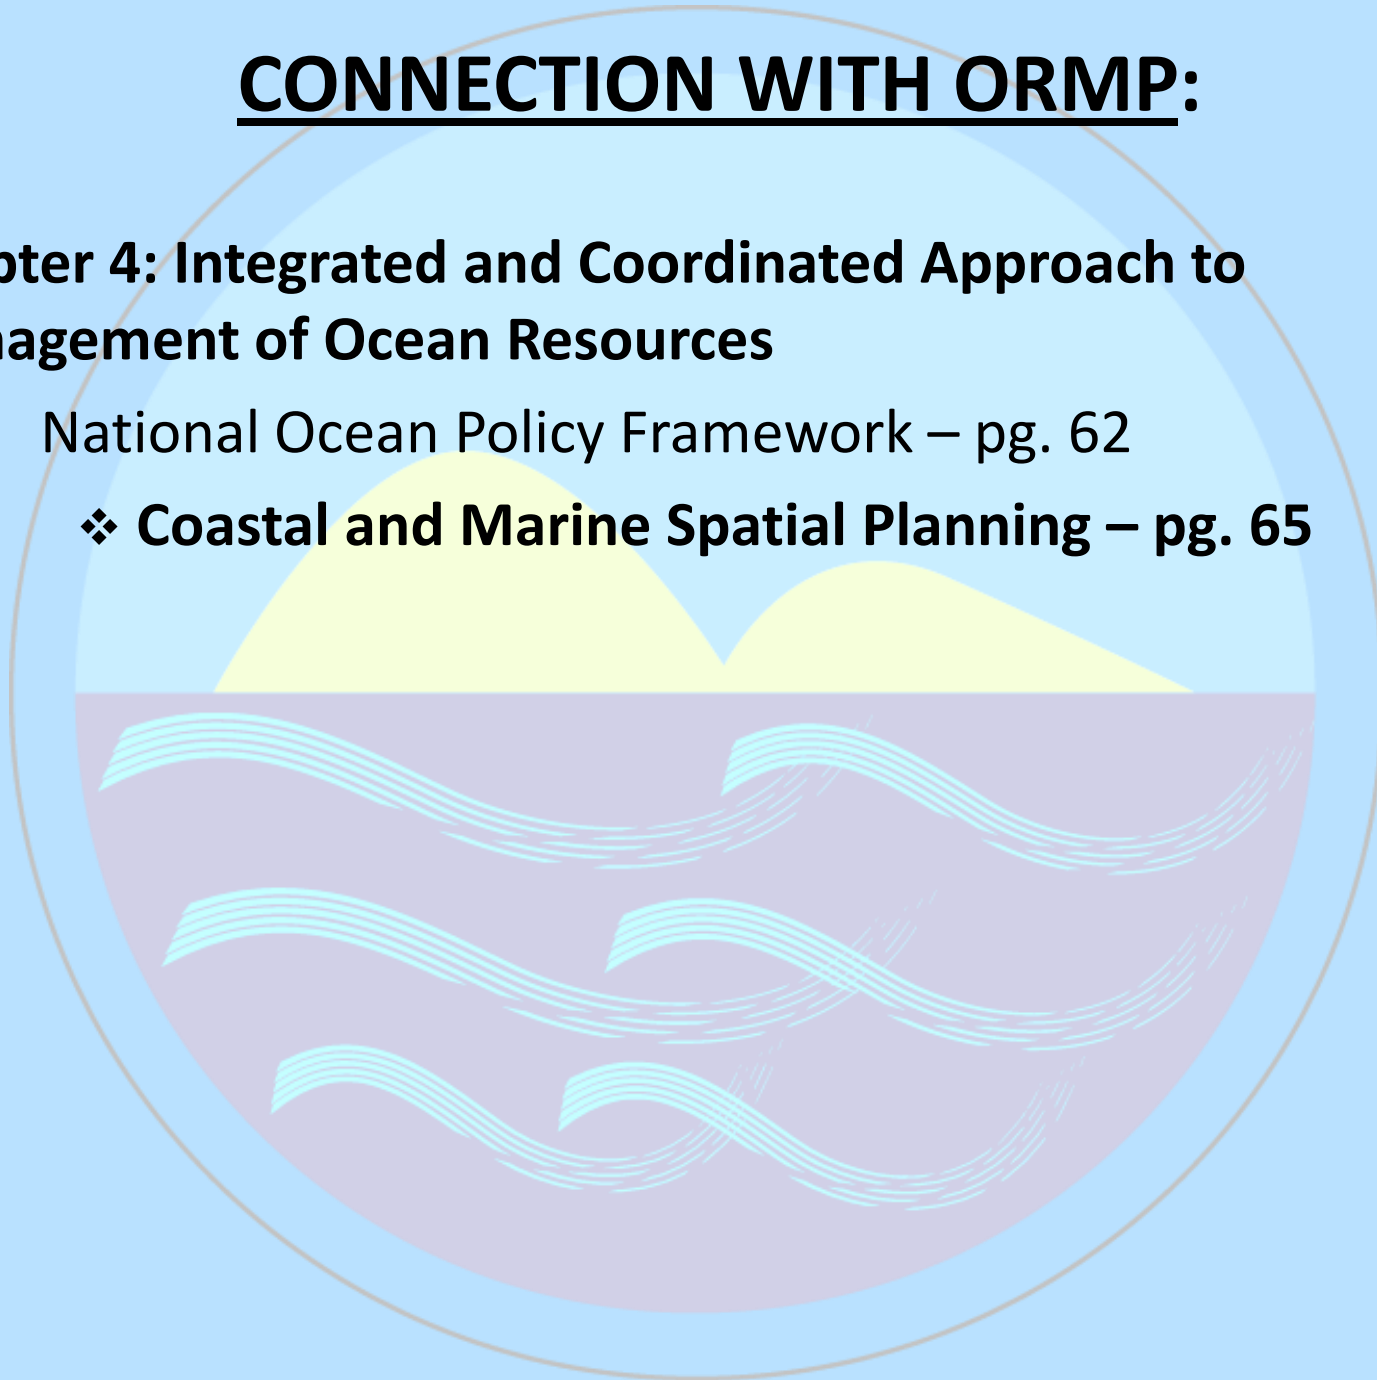 CONNECTION WITH ORMP:
pter 4: Integrated and Coordinated Approach to
nagement of Ocean Resources
National Ocean Policy Framework – pg. 62
❖ Coastal and Marine Spatial Planning – pg. 65